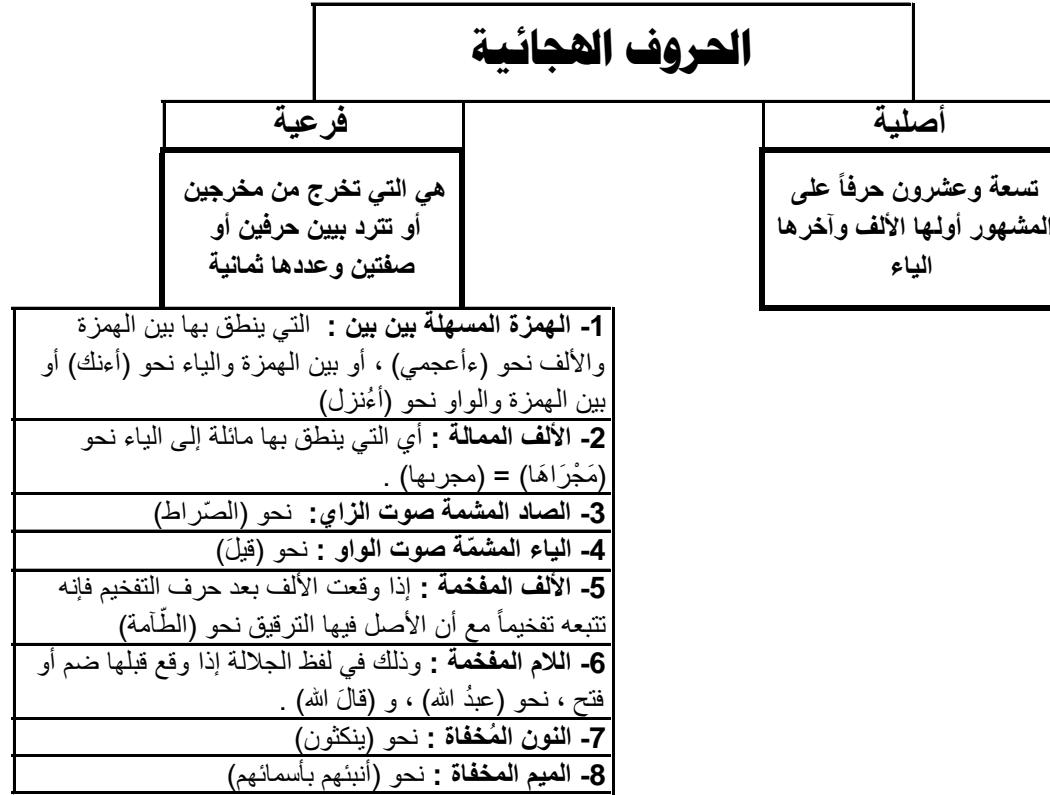 الحروف الهجائية
أصلية
تسعة وعشرون حرفاً على
المشهور أولها الألف وآخرها
الياء
فرعية
هي التي تخرج من مخرجين
أو تترد بيين حرفين أو
صفتين وعددها ثمانية
1- الهمزة المسهلة بين بين : التي ينطق بها بين الهمزة
والألف نحو (ءأعجمي) ، أو بين الهمزة والياء نحو (أءنك) أو
بين الهمزة والواو نحو (أءُنزل)
2- الألف الممالة : أي التي ينطق بها مائلة إلى الياء نحو
(مَجْرَاهَا) = (مجرىها) .
3- الصاد المشمة صوت الزاي: نحو (الصّراط)
4- الياء المشمّة صوت الواو : نحو (قيلَ)
5- الألف المفخمة : إذا وقعت الألف بعد حرف التفخيم فإنه
تتبعه تفخيماً مع أن الأصل فيها الترقيق نحو (الطّآمة)
6- اللام المفخمة : وذلك في لفظ الجلالة إذا وقع قبلها ضم أو
فتح ، نحو (عبدُ الله) ، و (قالَ الله) .
7- النون المُخفاة : نحو (ينكثون)
8- الميم المخفاة : نحو (أنبئهم بأسمائهم)